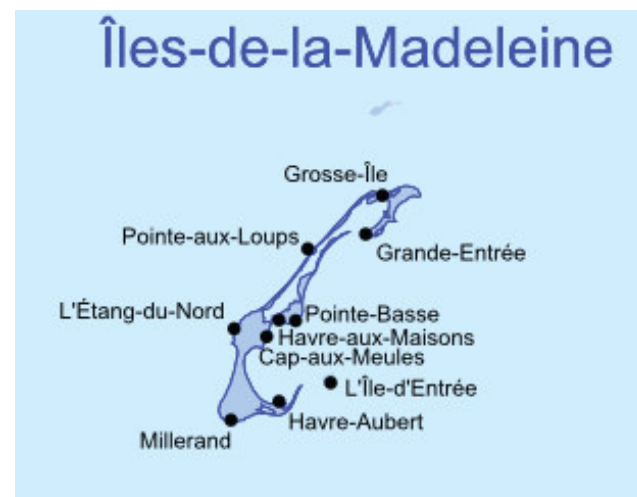 Îles-de-la-Madeleine
Grosse-Île
Pointe-aux-Loups
Grande-Entrée
L'Étang-du-Nord
Pointe-Basse
Havre-aux-Maisons
Cap-aux-Meules
L'Île-d'Entrée
Havre-Aubert
Millerand